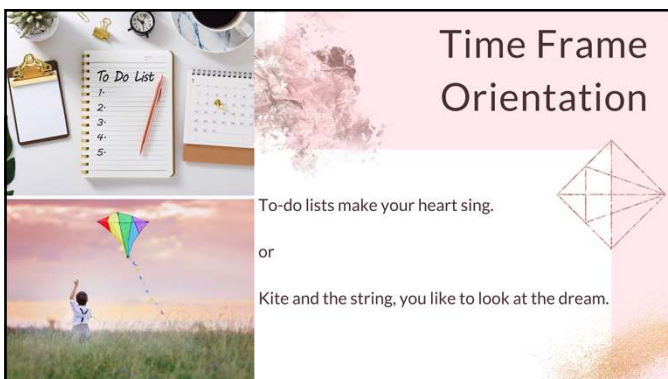 Time Frame
Orientation
To Do List
1-
2-
3-
4-
5-
To-do lists make your heart sing.
or
Kite and the string, you like to look at the dream.